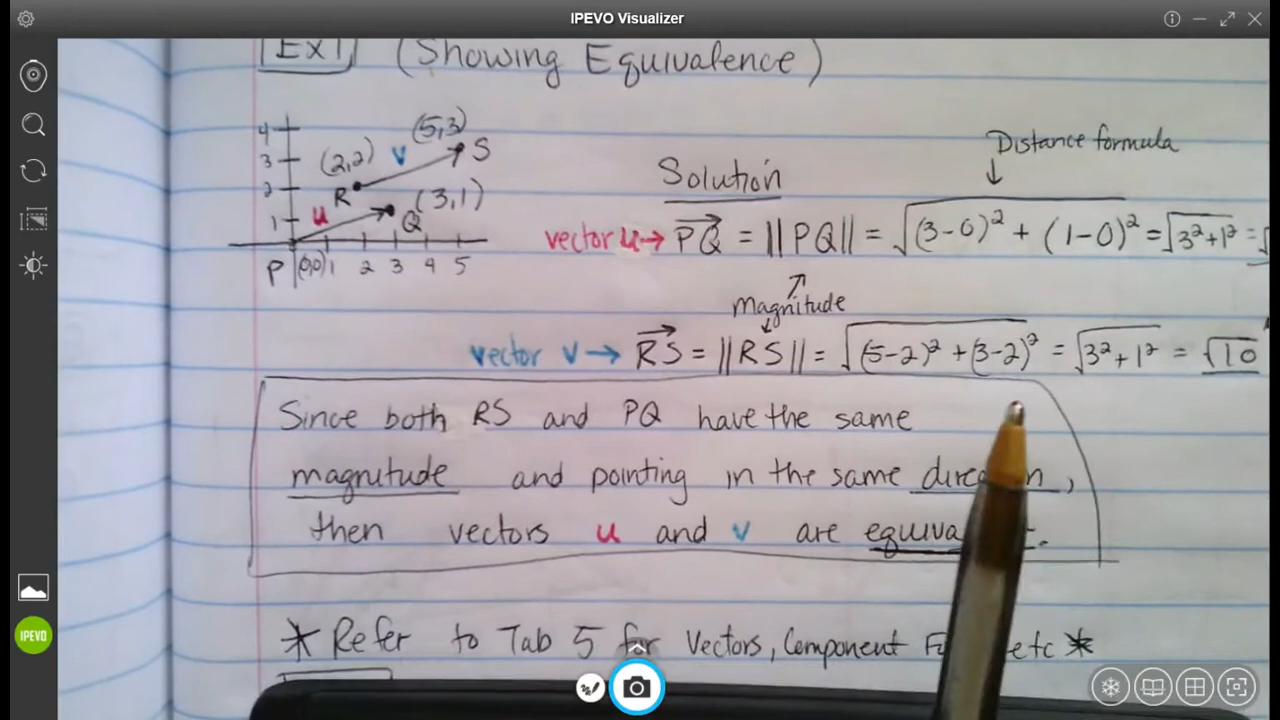 IPEVO Visualizer
Ex1 (Showing Equivalence)
4
3
2
1
(5,3)
(2,2) v S
R
(3,1)
u Q
P (0,0) 1 2 3 4 5
Distance formula
↓
Solution
vector u→ PQ = ||PQ|| = √(3-0)² + (1-0)² = √3²+1² =
Magnitude
vector v → RS = ||RS|| = √(5-2)² + (3-2)² = √3²+1² = √10
Since both RS and PQ have the same
magnitude and pointing in the same direc n,
then vectors u and v are equiva .
* Refer to Tab 5 for Vectors, Component F etc *
IPEVO